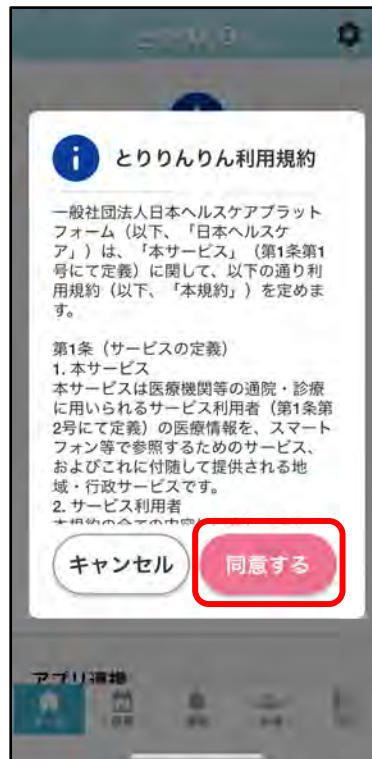 とりりんりん利用規約
一般社団法人日本ヘルスケアプラット
フォーム（以下、「日本ヘルスケ
ア」）は、「本サービス」（第1条第1
号にて定義）に関して、以下の通り利
用規約（以下、「本規約」）を定めま
す。
第1条（サービスの定義）
1. 本サービス
本サービスは医療機関等の通院・診療
に用いられるサービス利用者（第1条第
2号にて定義）の医療情報を、スマート
フォン等で参照するためのサービス、
およびこれに付随して提供される地
域・行政サービスです。
2. サービス利用者
キャンセル
同意する
アプリ連携